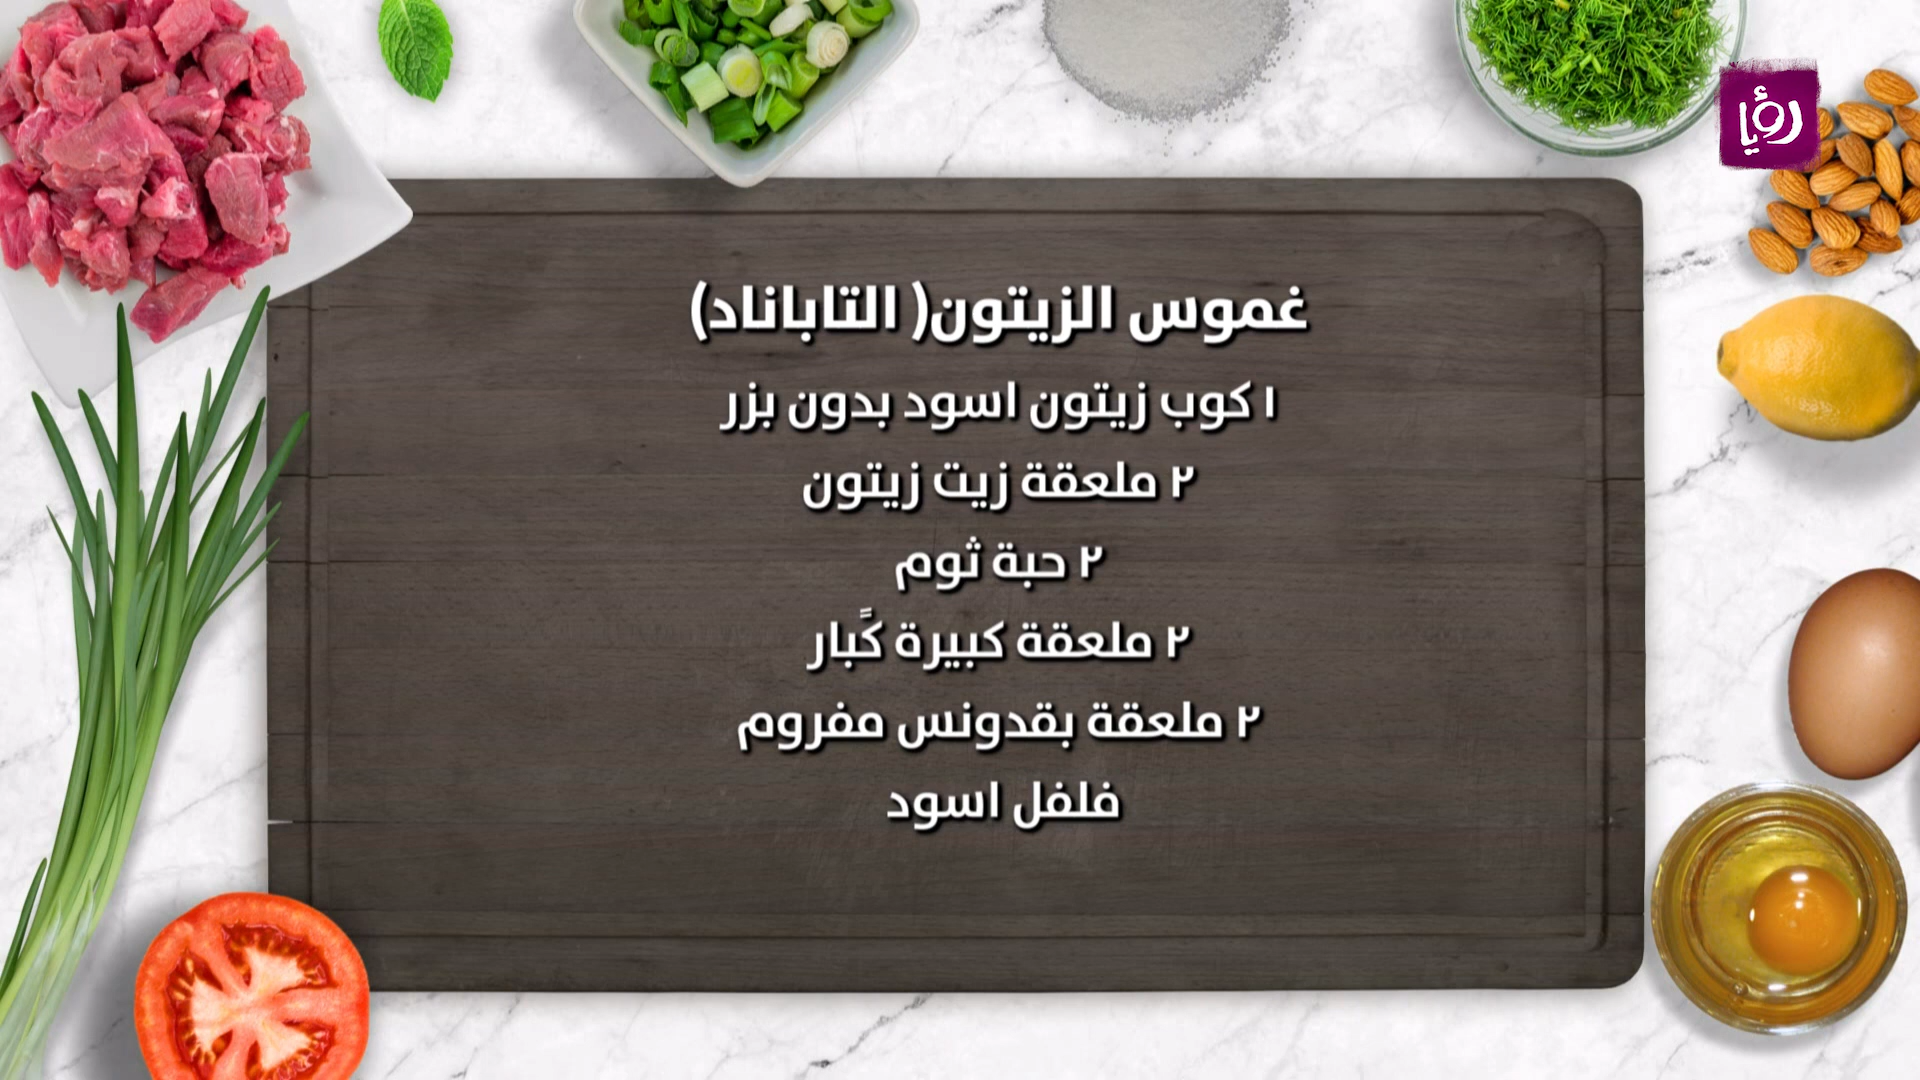 رؤيا
غموس الزيتون( التاباناد)
١ كوب زيتون اسود بدون بزر
٢ ملعقة زيت زيتون
٢ حبة ثوم
٢ ملعقة كبيرة كًبار
٢ ملعقة بقدونس مفروم
فلفل اسود